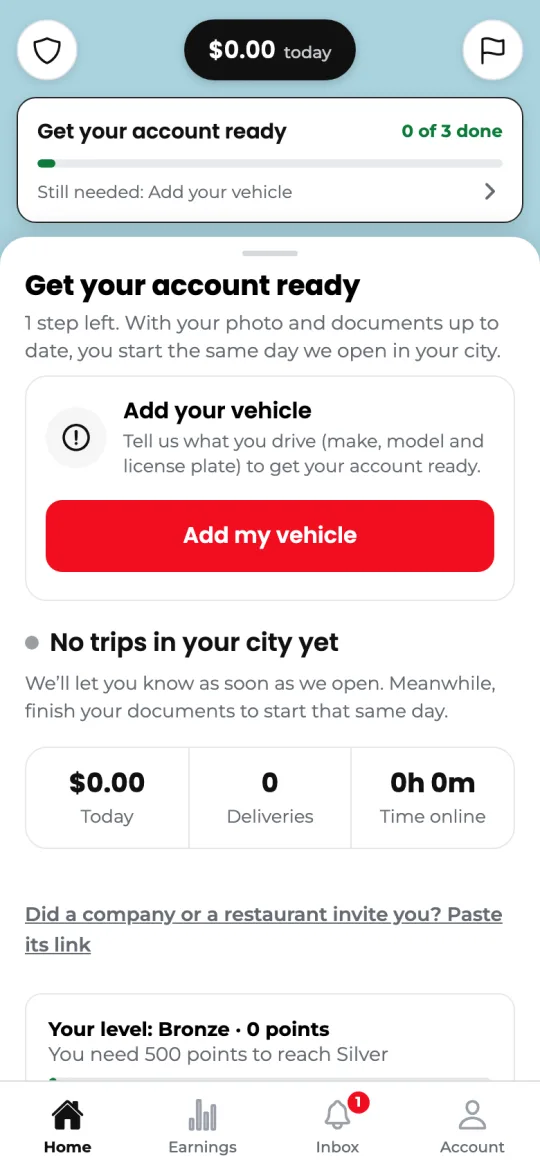 $0.00 today
Get your account ready
0 of 3 done
Still needed: Add your vehicle
Get your account ready
1 step left. With your photo and documents up to
date, you start the same day we open in your city.
Add your vehicle
Tell us what you drive (make, model and
license plate) to get your account ready.
Add my vehicle
No trips in your city yet
We’ll let you know as soon as we open. Meanwhile,
finish your documents to start that same day.
$0.00
Today
0
Deliveries
0h 0m
Time online
Did a company or a restaurant invite you? Paste
its link
Your level: Bronze · 0 points
You need 500 points to reach Silver
Home
Earnings
1
Inbox
Account